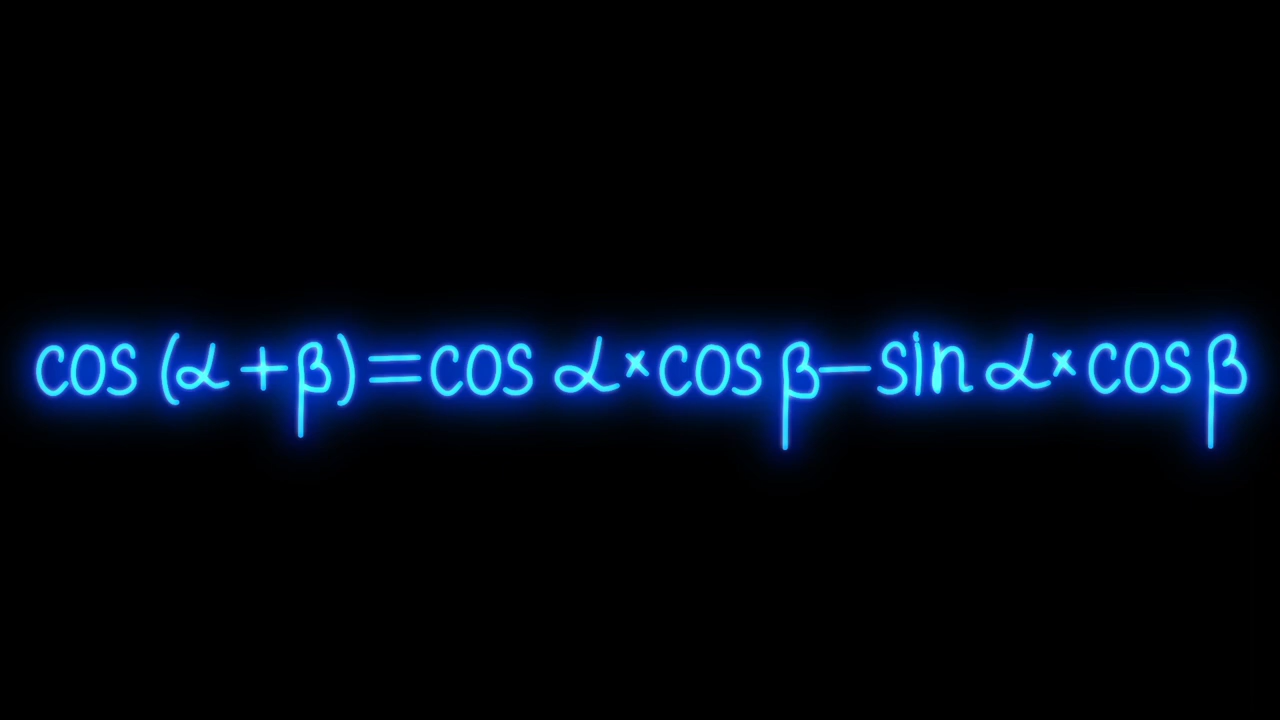 cos (α + β) = cos α × cos β – sin α × cos β